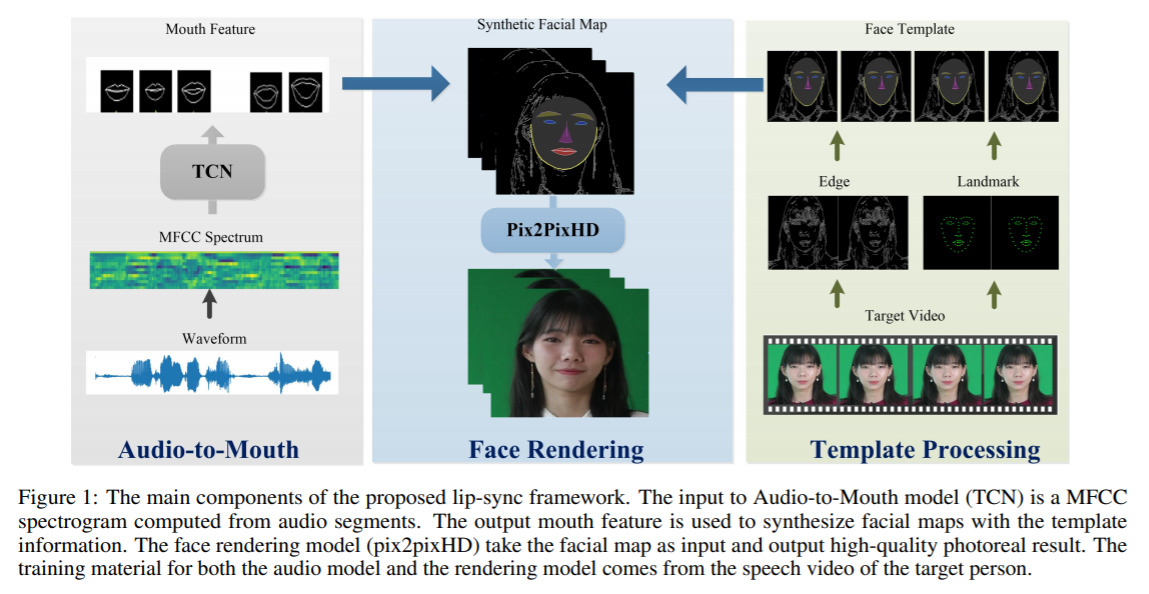 Mouth Feature
TCN
MFCC Spectrum
Waveform
Audio-to-Mouth
Synthetic Facial Map
Pix2PixHD
Face Rendering
Face Template
Edge
Landmark
Target Video
Template Processing
Figure 1: The main components of the proposed lip-sync framework. The input to Audio-to-Mouth model (TCN) is a MFCC
spectrogram computed from audio segments. The output mouth feature is used to synthesize facial maps with the template
information. The face rendering model (pix2pixHD) take the facial map as input and output high-quality photoreal result. The
training material for both the audio model and the rendering model comes from the speech video of the target person.